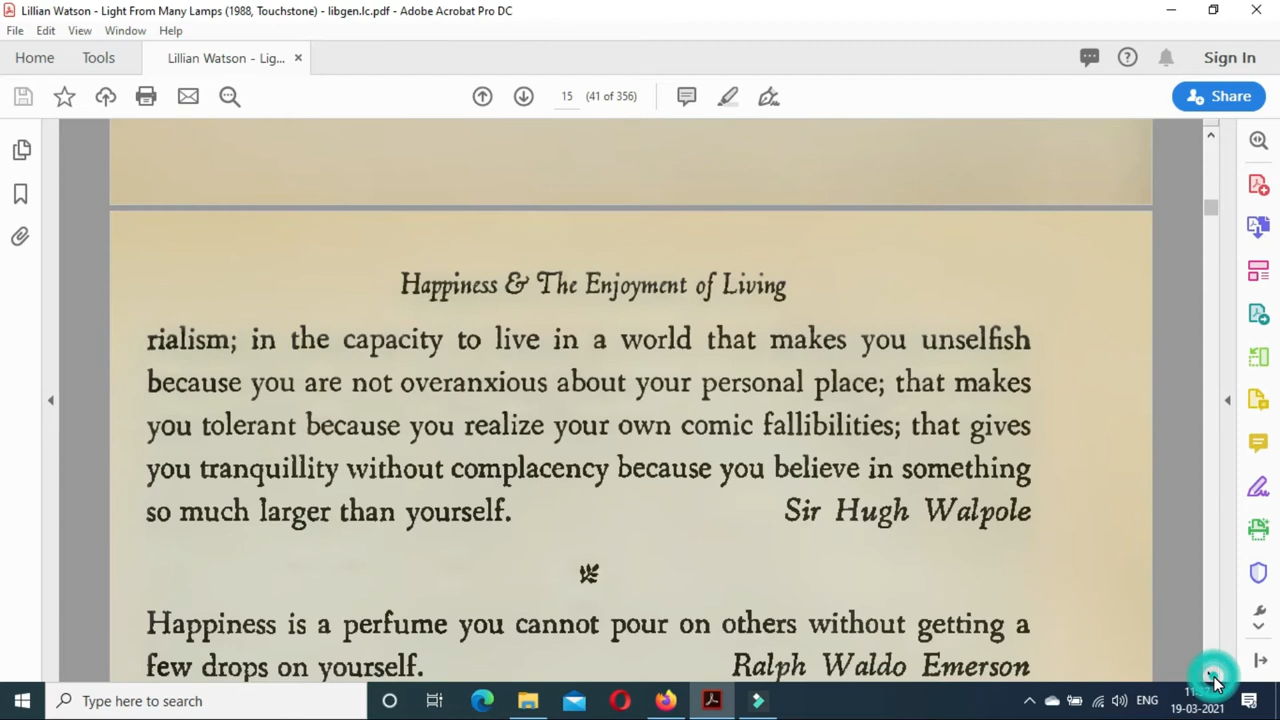 Lillian Watson - Light From Many Lamps (1988, Touchstone) - libgen.lc.pdf - Adobe Acrobat Pro DC
File Edit View Window Help
Home Tools Lillian Watson - Lig... Sign In
15 (41 of 356) Share
Happiness & The Enjoyment of Living
rialism; in the capacity to live in a world that makes you unselfish
because you are not overanxious about your personal place; that makes
you tolerant because you realize your own comic fallibilities; that gives
you tranquillity without complacency because you believe in something
so much larger than yourself. Sir Hugh Walpole
Happiness is a perfume you cannot pour on others without getting a
few drops on yourself. Ralph Waldo Emerson
Type here to search
ENG
19-03-2021